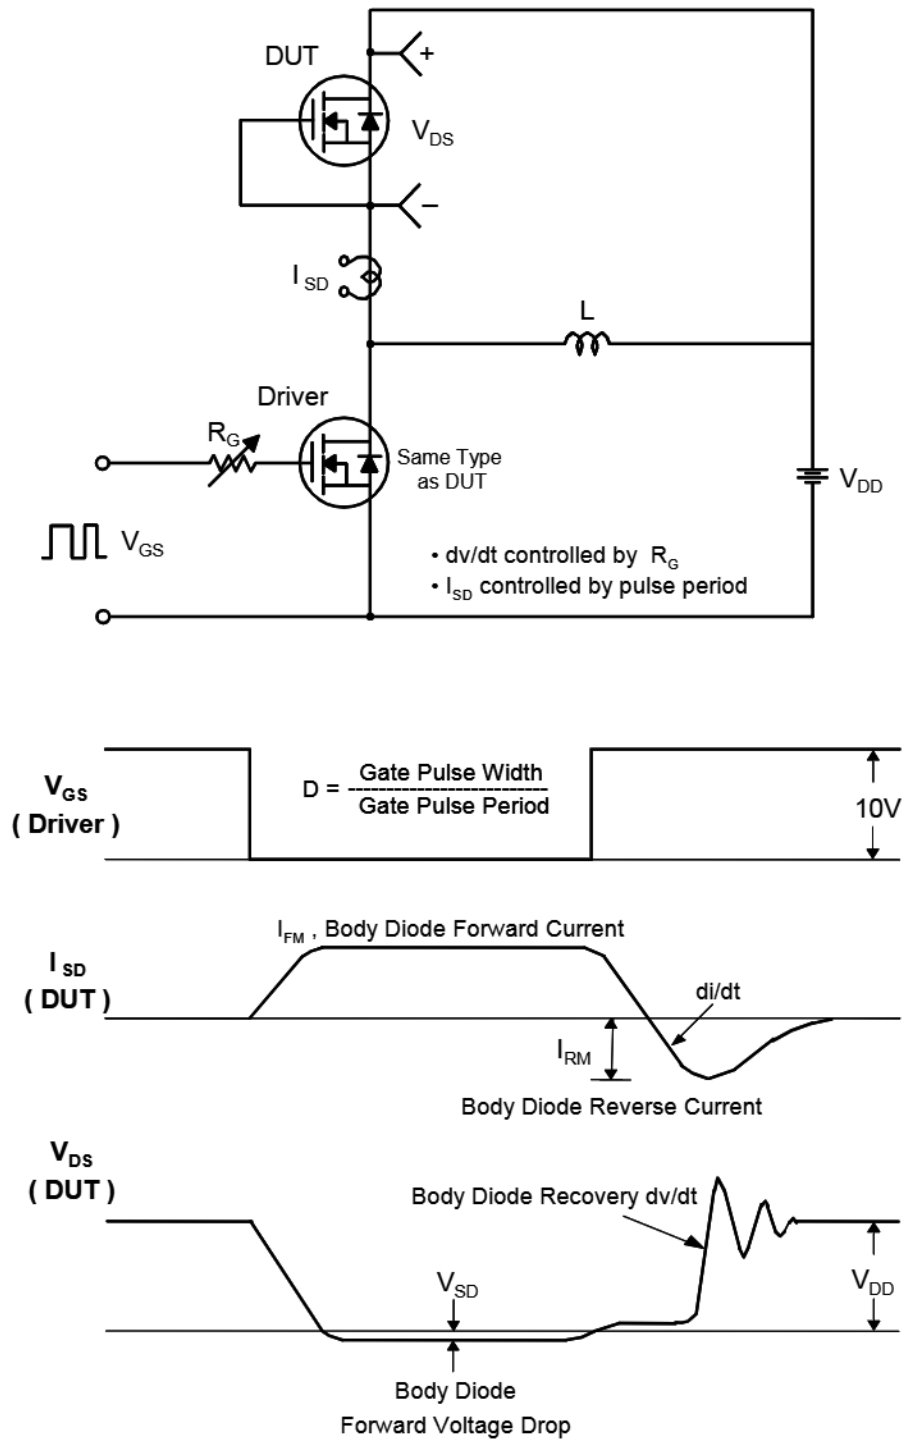 DUT
+
V_DS
−
I_SD
L
Driver
R_G
Same Type
as DUT
V_DD
V_GS
• dv/dt controlled by R_G
• I_SD controlled by pulse period
V_GS
( Driver )
D = Gate Pulse Width
--------------------------
Gate Pulse Period
10V
I_FM , Body Diode Forward Current
I_SD
( DUT )
di/dt
I_RM
Body Diode Reverse Current
V_DS
( DUT )
Body Diode Recovery dv/dt
V_SD
V_DD
Body Diode
Forward Voltage Drop